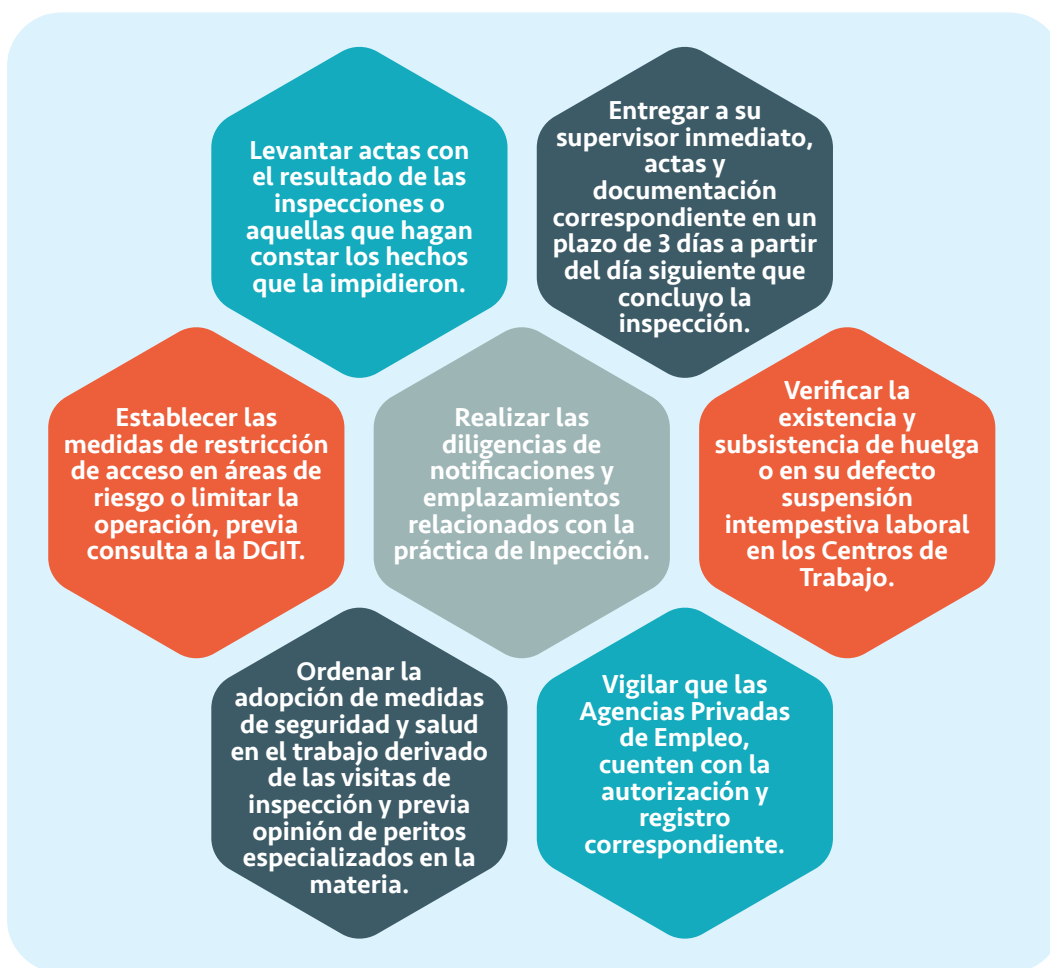 Levantar actas con
el resultado de las
inspecciones o
aquellas que hagan
constar los hechos
que la impidieron.
Entregar a su
supervisor inmediato,
actas y
documentación
correspondiente en un
plazo de 3 días a partir
del día siguiente que
concluyo la
inspección.
Establecer las
medidas de restricción
de acceso en áreas de
riesgo o limitar la
operación, previa
consulta a la DGIT.
Realizar las
diligencias de
notificaciones y
emplazamientos
relacionados con la
práctica de Inpección.
Verificar la
existencia y
subsistencia de huelga
o en su defecto
suspensión
intempestiva laboral
en los Centros de
Trabajo.
Ordenar la
adopción de medidas
de seguridad y salud
en el trabajo derivado
de las visitas de
inspección y previa
opinión de peritos
especializados en la
materia.
Vigilar que las
Agencias Privadas
de Empleo,
cuenten con la
autorización y
registro
correspondiente.